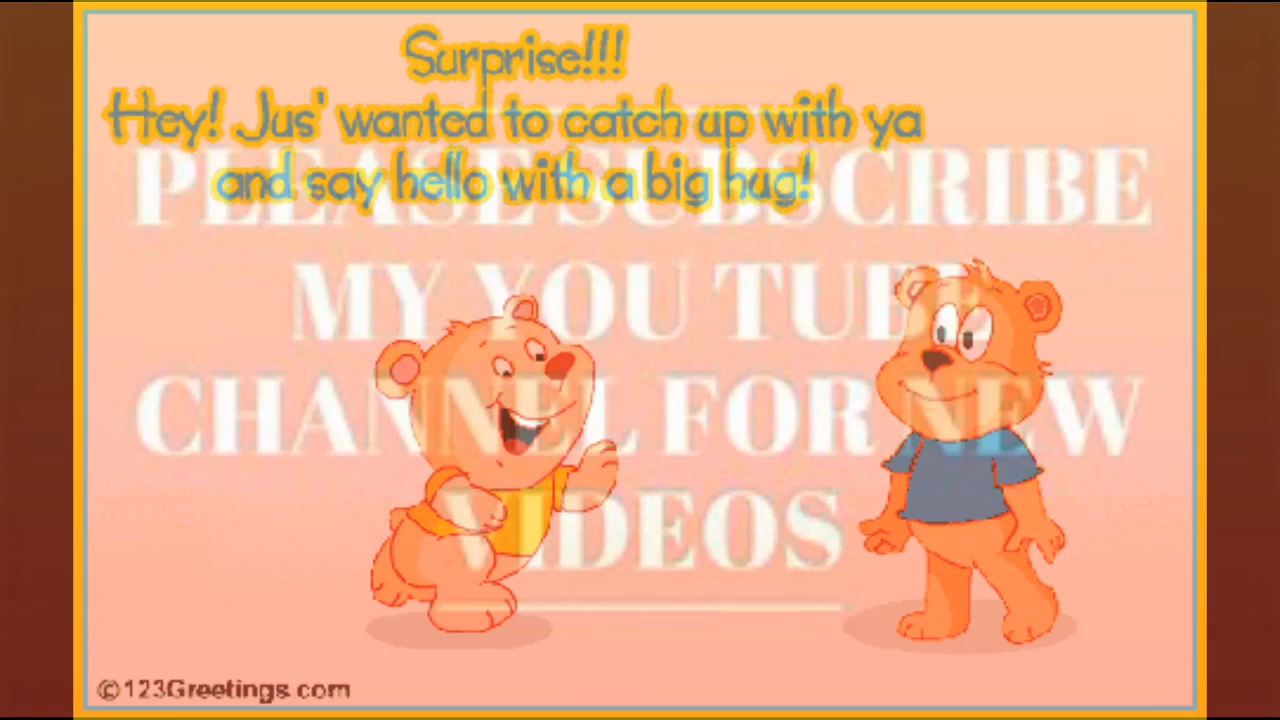 Surprise!!!
Hey! Jus' wanted to catch up with ya
and say hello with a big hug!
PLEASE SUBSCRIBE
MY YOU TUBE
CHANNEL FOR NEW
VIDEOS
©123Greetings.com